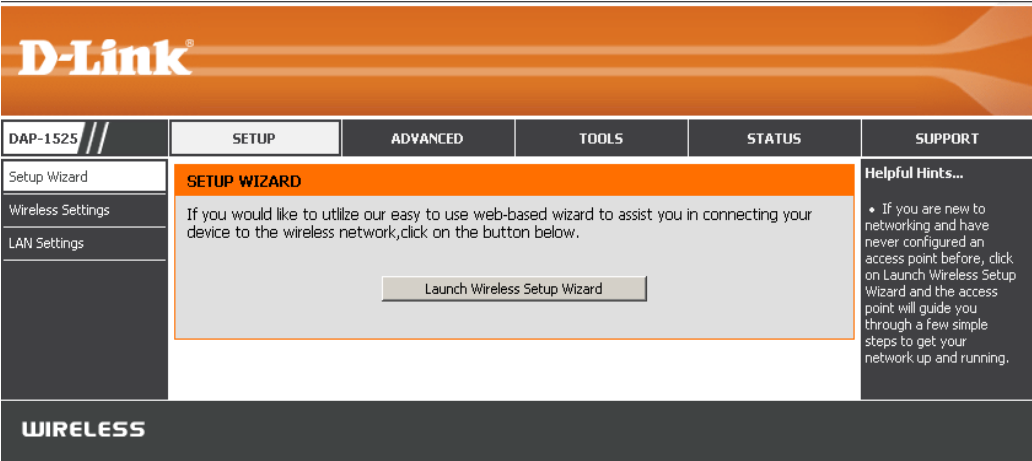 D-Link®
DAP-1525
SETUP
ADVANCED
TOOLS
STATUS
SUPPORT
Setup Wizard
Wireless Settings
LAN Settings
SETUP WIZARD
If you would like to utlilze our easy to use web-based wizard to assist you in connecting your
device to the wireless network,click on the button below.
Launch Wireless Setup Wizard
Helpful Hints...
• If you are new to
networking and have
never configured an
access point before, click
on Launch Wireless Setup
Wizard and the access
point will guide you
through a few simple
steps to get your
network up and running.
WIRELESS